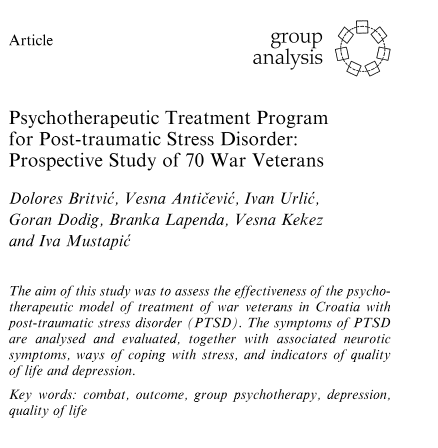 Article
group
analysis
Psychotherapeutic Treatment Program
for Post-traumatic Stress Disorder:
Prospective Study of 70 War Veterans
Dolores Britvić, Vesna Antičević, Ivan Urlić,
Goran Dodig, Branka Lapenda, Vesna Kekez
and Iva Mustapić
The aim of this study was to assess the effectiveness of the psycho-
therapeutic model of treatment of war veterans in Croatia with
post-traumatic stress disorder (PTSD). The symptoms of PTSD
are analysed and evaluated, together with associated neurotic
symptoms, ways of coping with stress, and indicators of quality
of life and depression.
Key words: combat, outcome, group psychotherapy, depression,
quality of life